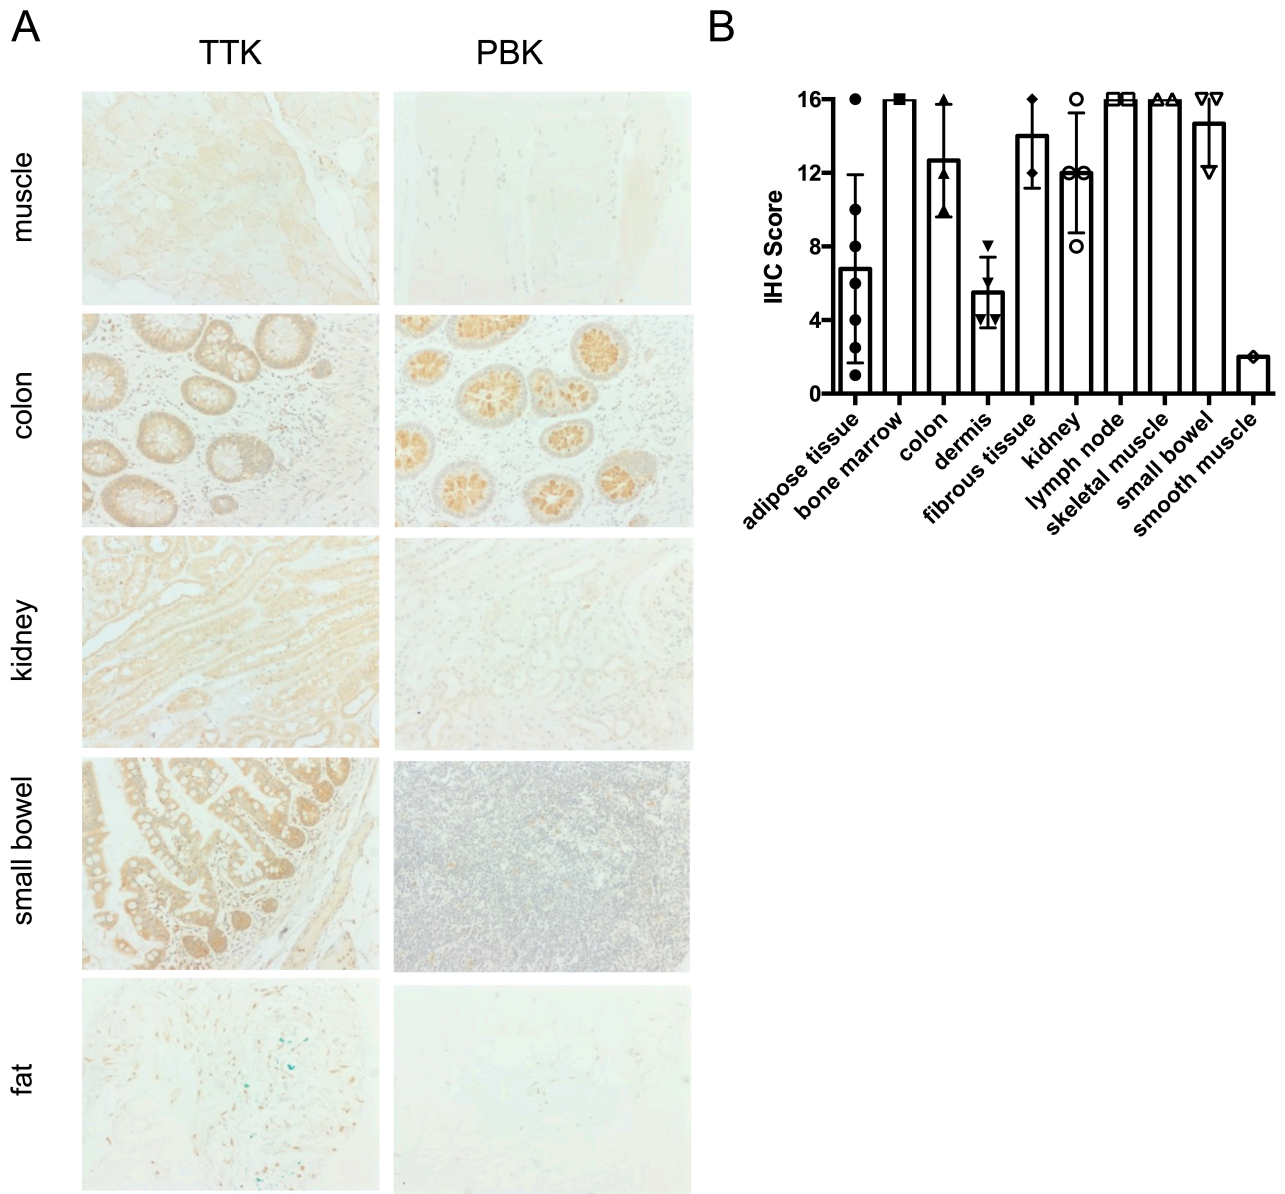 A
TTK
PBK
muscle
colon
kidney
small bowel
fat
B
IHC Score
16
12
8
4
0
adipose tissue
bone marrow
colon
dermis
fibrous tissue
kidney
lymph node
skeletal muscle
small bowel
smooth muscle